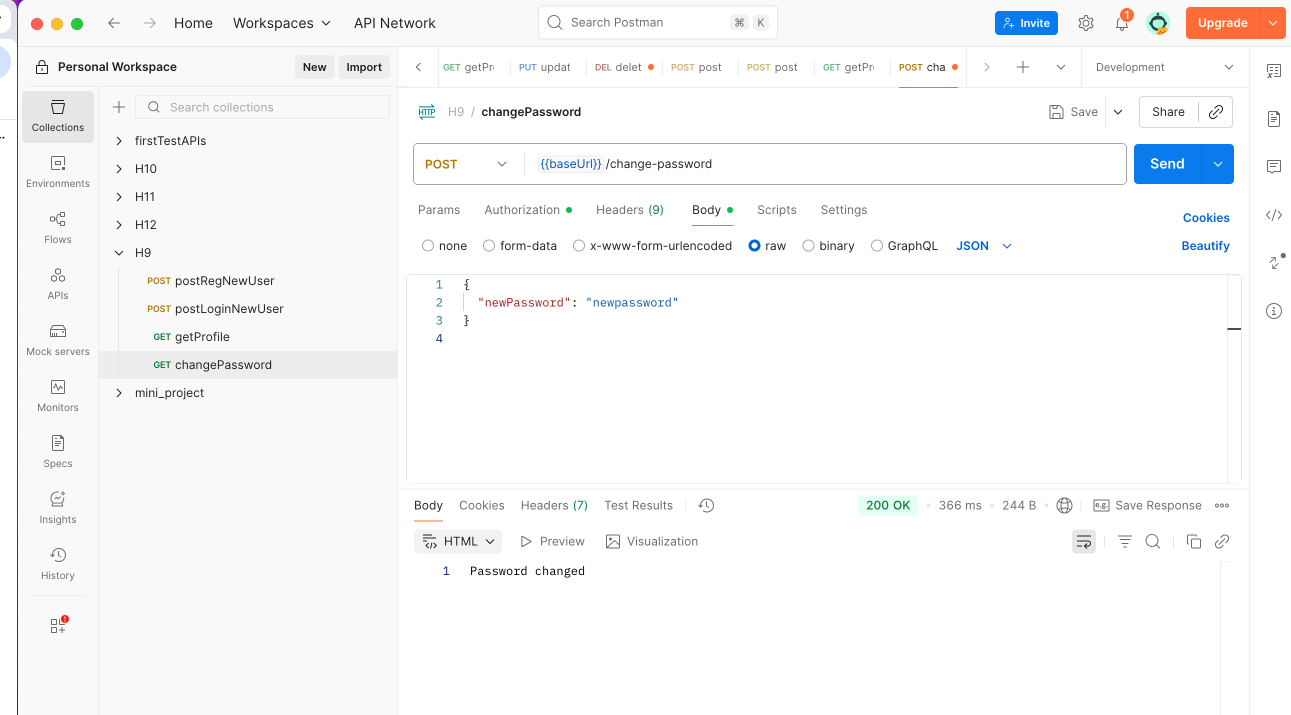 Home
Workspaces
API Network
Search Postman
⌘ K
Invite
1
Upgrade
Personal Workspace
New
Import
GET getPr
PUT updat
DEL delet
POST post
POST post
GET getPr
POST cha.
Development
Collections
Environments
Flows
APIs
Mock servers
Monitors
Specs
Insights
History
Search collections
firstTestAPIs
H10
H11
H12
H9
POST postRegNewUser
POST postLoginNewUser
GET getProfile
GET changePassword
mini_project
HTTP H9 / changePassword
Save
Share
POST
{{baseUrl}} /change-password
Send
Params
Authorization
Headers (9)
Body
Scripts
Settings
Cookies
none
form-data
x-www-form-urlencoded
raw
binary
GraphQL
JSON
Beautify
1 {
2 "newPassword": "newpassword"
3 }
4
Body
Cookies
Headers (7)
Test Results
200 OK
366 ms
244 B
e.g. Save Response
HTML
Preview
Visualization
1 Password changed